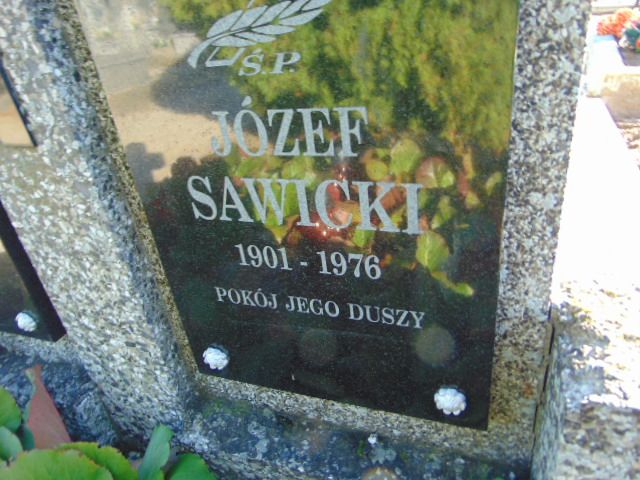 Ś.P.
JÓZEF
SAWICKI
1901 - 1976
POKÓJ JEGO DUSZY